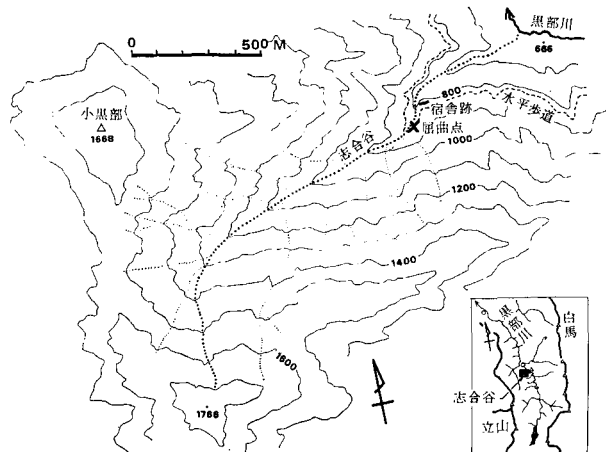 0 500 M
黒部川
666
小黒部
1668
800
宿舎跡
水平歩道
屈曲点
志合谷
1000
1200
1400
1600
1766
黒部川
白馬
志合谷
立山